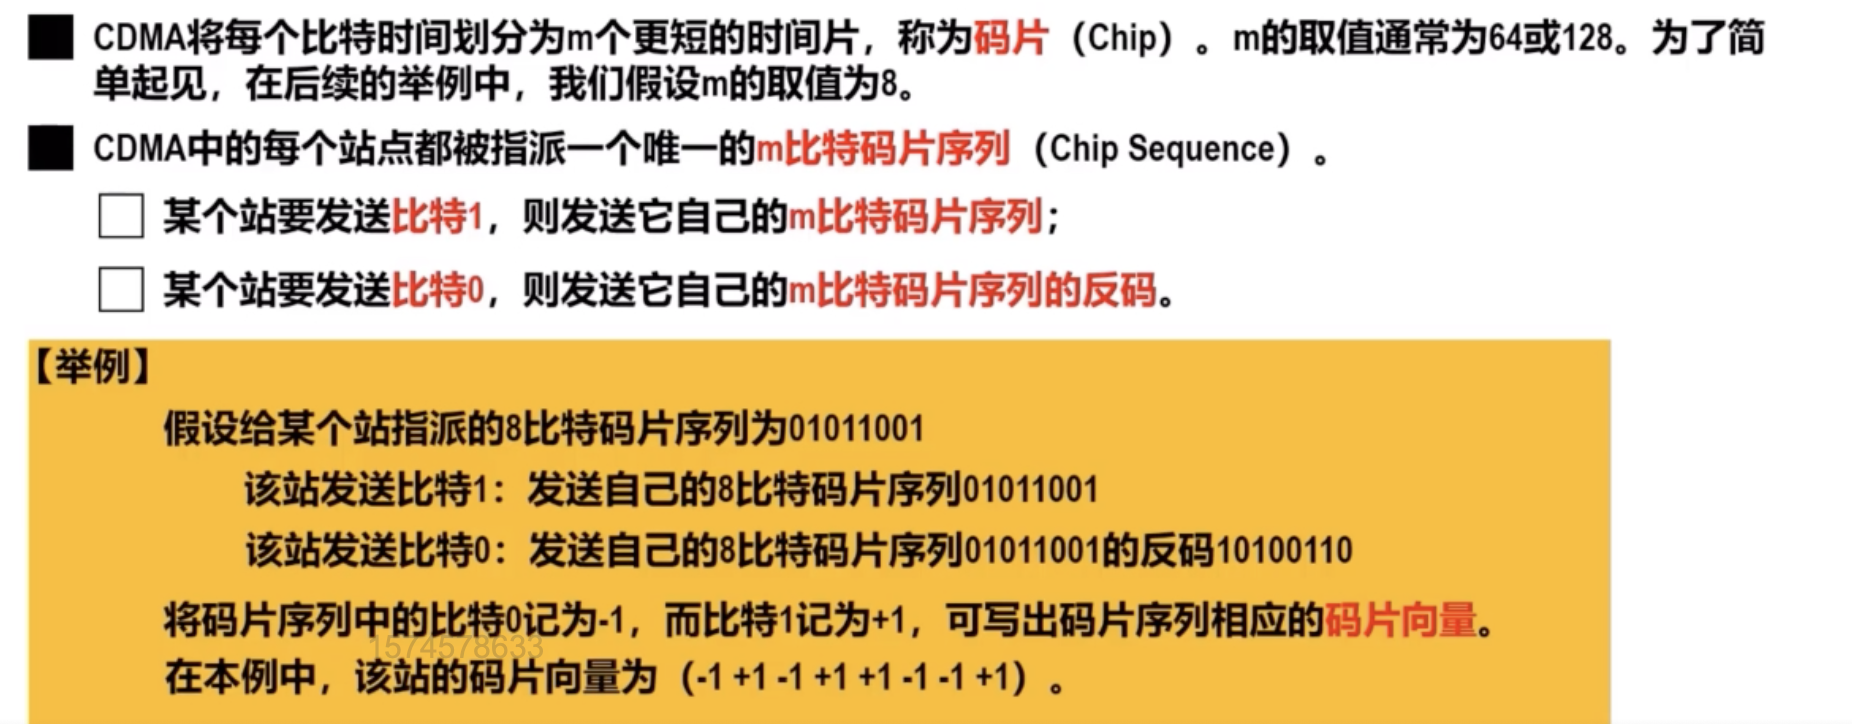 CDMA将每个比特时间划分为m个更短的时间片，称为码片（Chip）。m的取值通常为64或128。为了简
单起见，在后续的举例中，我们假设m的取值为8。
CDMA中的每个站点都被指派一个唯一的m比特码片序列（Chip Sequence）。
某个站要发送比特1，则发送它自己的m比特码片序列；
某个站要发送比特0，则发送它自己的m比特码片序列的反码。
【举例】
假设给某个站指派的8比特码片序列为01011001
该站发送比特1：发送自己的8比特码片序列01011001
该站发送比特0：发送自己的8比特码片序列01011001的反码10100110
将码片序列中的比特0记为-1，而比特1记为+1，可写出码片序列相应的码片向量。
1574578633
在本例中，该站的码片向量为（-1 +1 -1 +1 +1 -1 -1 +1）。